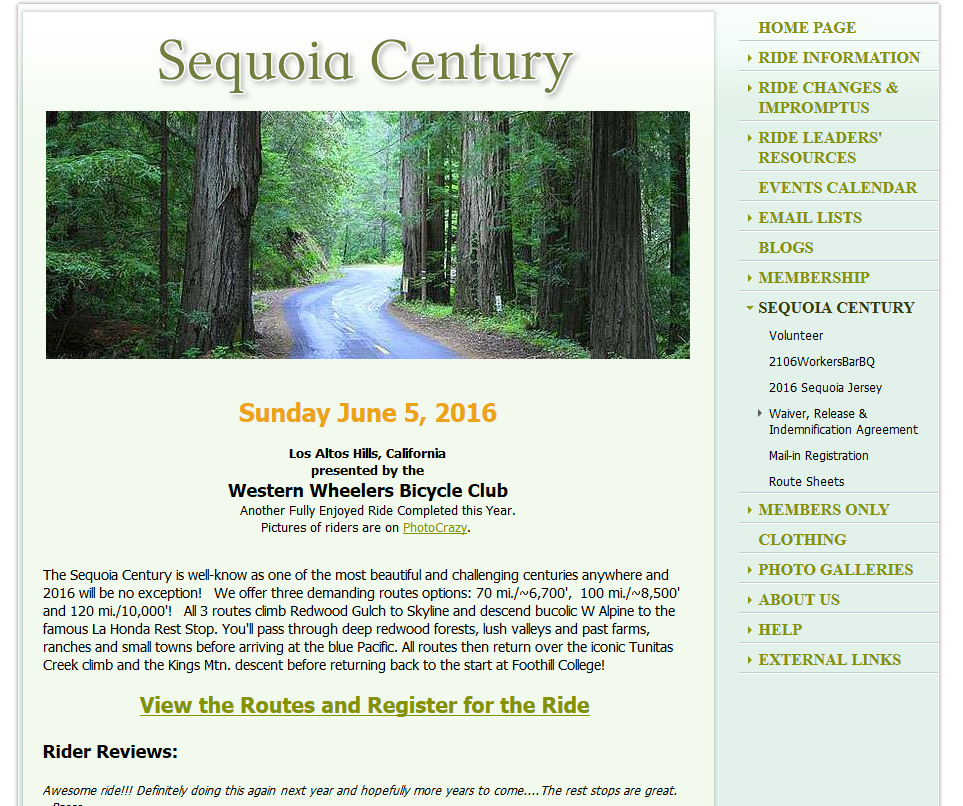 Sequoia Century
Sunday June 5, 2016
Los Altos Hills, California
presented by the
Western Wheelers Bicycle Club
Another Fully Enjoyed Ride Completed this Year.
Pictures of riders are on PhotoCrazy.
The Sequoia Century is well-know as one of the most beautiful and challenging centuries anywhere and
2016 will be no exception!   We offer three demanding routes options: 70 mi./~6,700',  100 mi./~8,500'
and 120 mi./10,000'!   All 3 routes climb Redwood Gulch to Skyline and descend bucolic W Alpine to the
famous La Honda Rest Stop. You'll pass through deep redwood forests, lush valleys and past farms,
ranches and small towns before arriving at the blue Pacific. All routes then return over the iconic Tunitas
Creek climb and the Kings Mtn. descent before returning back to the start at Foothill College!
View the Routes and Register for the Ride
Rider Reviews:
Awesome ride!!! Definitely doing this again next year and hopefully more years to come....The rest stops are great.
HOME PAGE
RIDE INFORMATION
RIDE CHANGES &
IMPROMPTUS
RIDE LEADERS'
RESOURCES
EVENTS CALENDAR
EMAIL LISTS
BLOGS
MEMBERSHIP
SEQUOIA CENTURY
Volunteer
2106WorkersBarBQ
2016 Sequoia Jersey
Waiver, Release &
Indemnification Agreement
Mail-in Registration
Route Sheets
MEMBERS ONLY
CLOTHING
PHOTO GALLERIES
ABOUT US
HELP
EXTERNAL LINKS